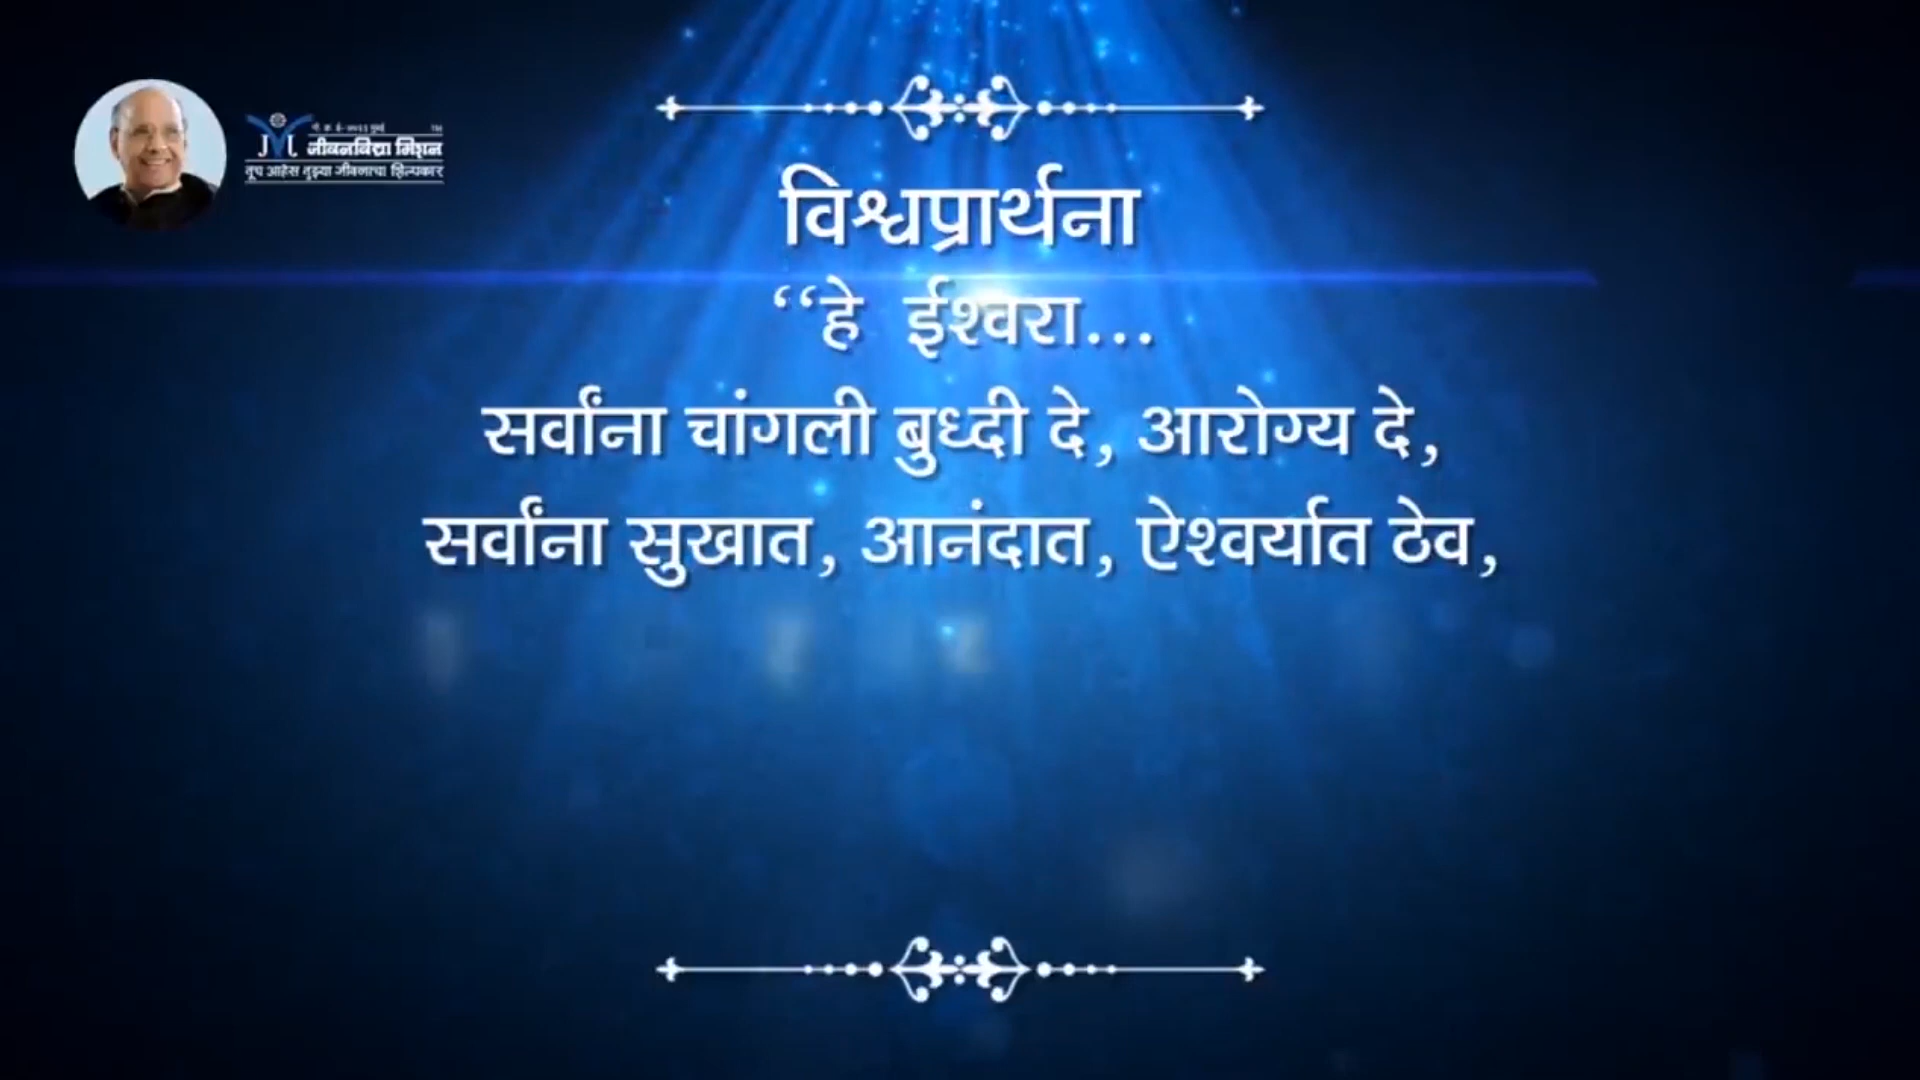 जीवनविद्या मिशन
तूच आहेस तुझ्या जीवनाचा शिल्पकार
विश्वप्रार्थना
“हे ईश्वरा...
सर्वांना चांगली बुध्दी दे, आरोग्य दे,
सर्वांना सुखात, आनंदात, ऐश्वर्यात ठेव,